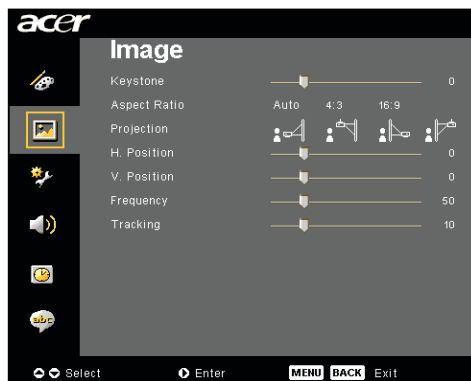 acer
Image
Keystone 0
Aspect Ratio Auto 4:3 16:9
Projection
H. Position 0
V. Position 0
Frequency 50
Tracking 10
abc
Select Enter MENU BACK Exit